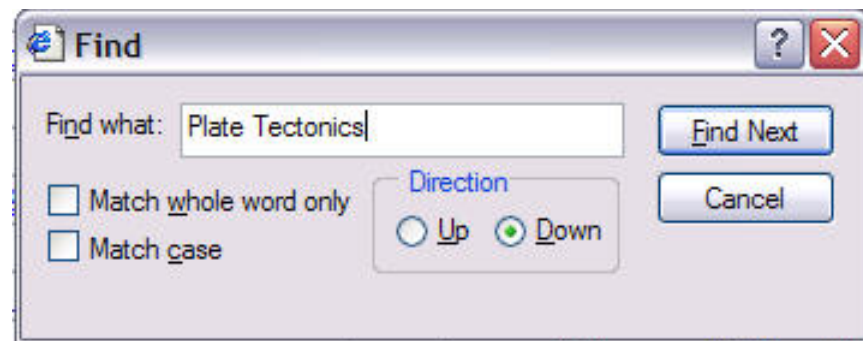 Find
Find what: Plate Tectonics Find Next
Direction
Match whole word only Cancel
Up Down
Match case